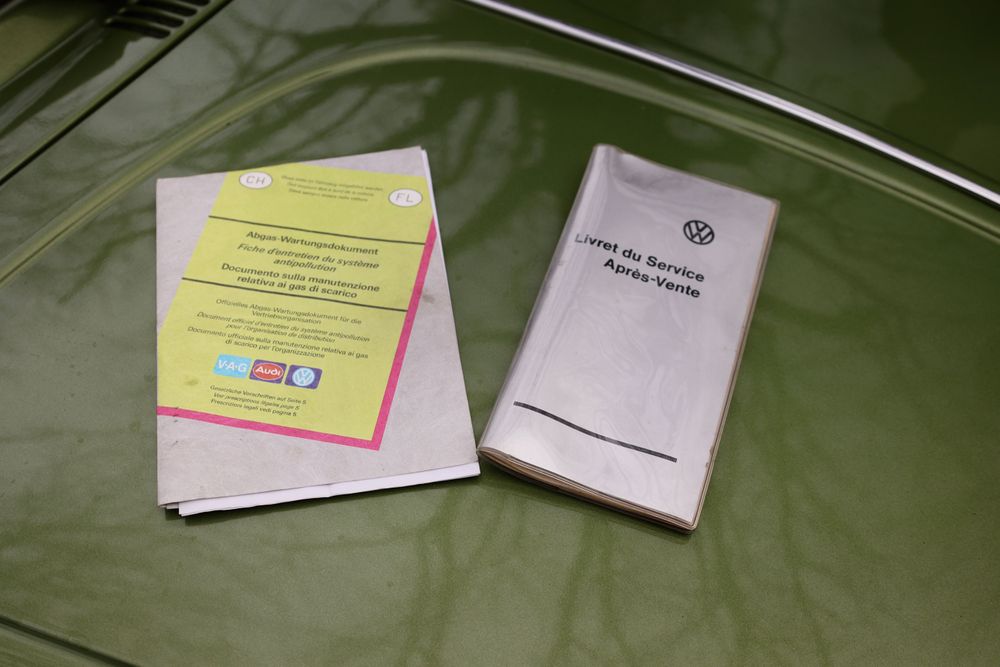 CH
FL
Abgas-Wartungsdokument
Fiche d'entretien du système
antipollution
Documento sulla manutenzione
relativa ai gas di scarico
Offizielles Abgas-Wartungsdokument für die
Vertriebsorganisation
Document officiel d'entretien du système antipollution
pour l'organisation de distribution
Documento ufficiale sulla manutenzione relativa ai gas
di scarico per l'organizzazione
V·A·G
Audi
VW
Gesetzliche Vorschriften auf Seite 5
Voir prescriptions légales page 5
Prescrizioni legali vedi pagina 5
VW
Livret du Service
Après-Vente